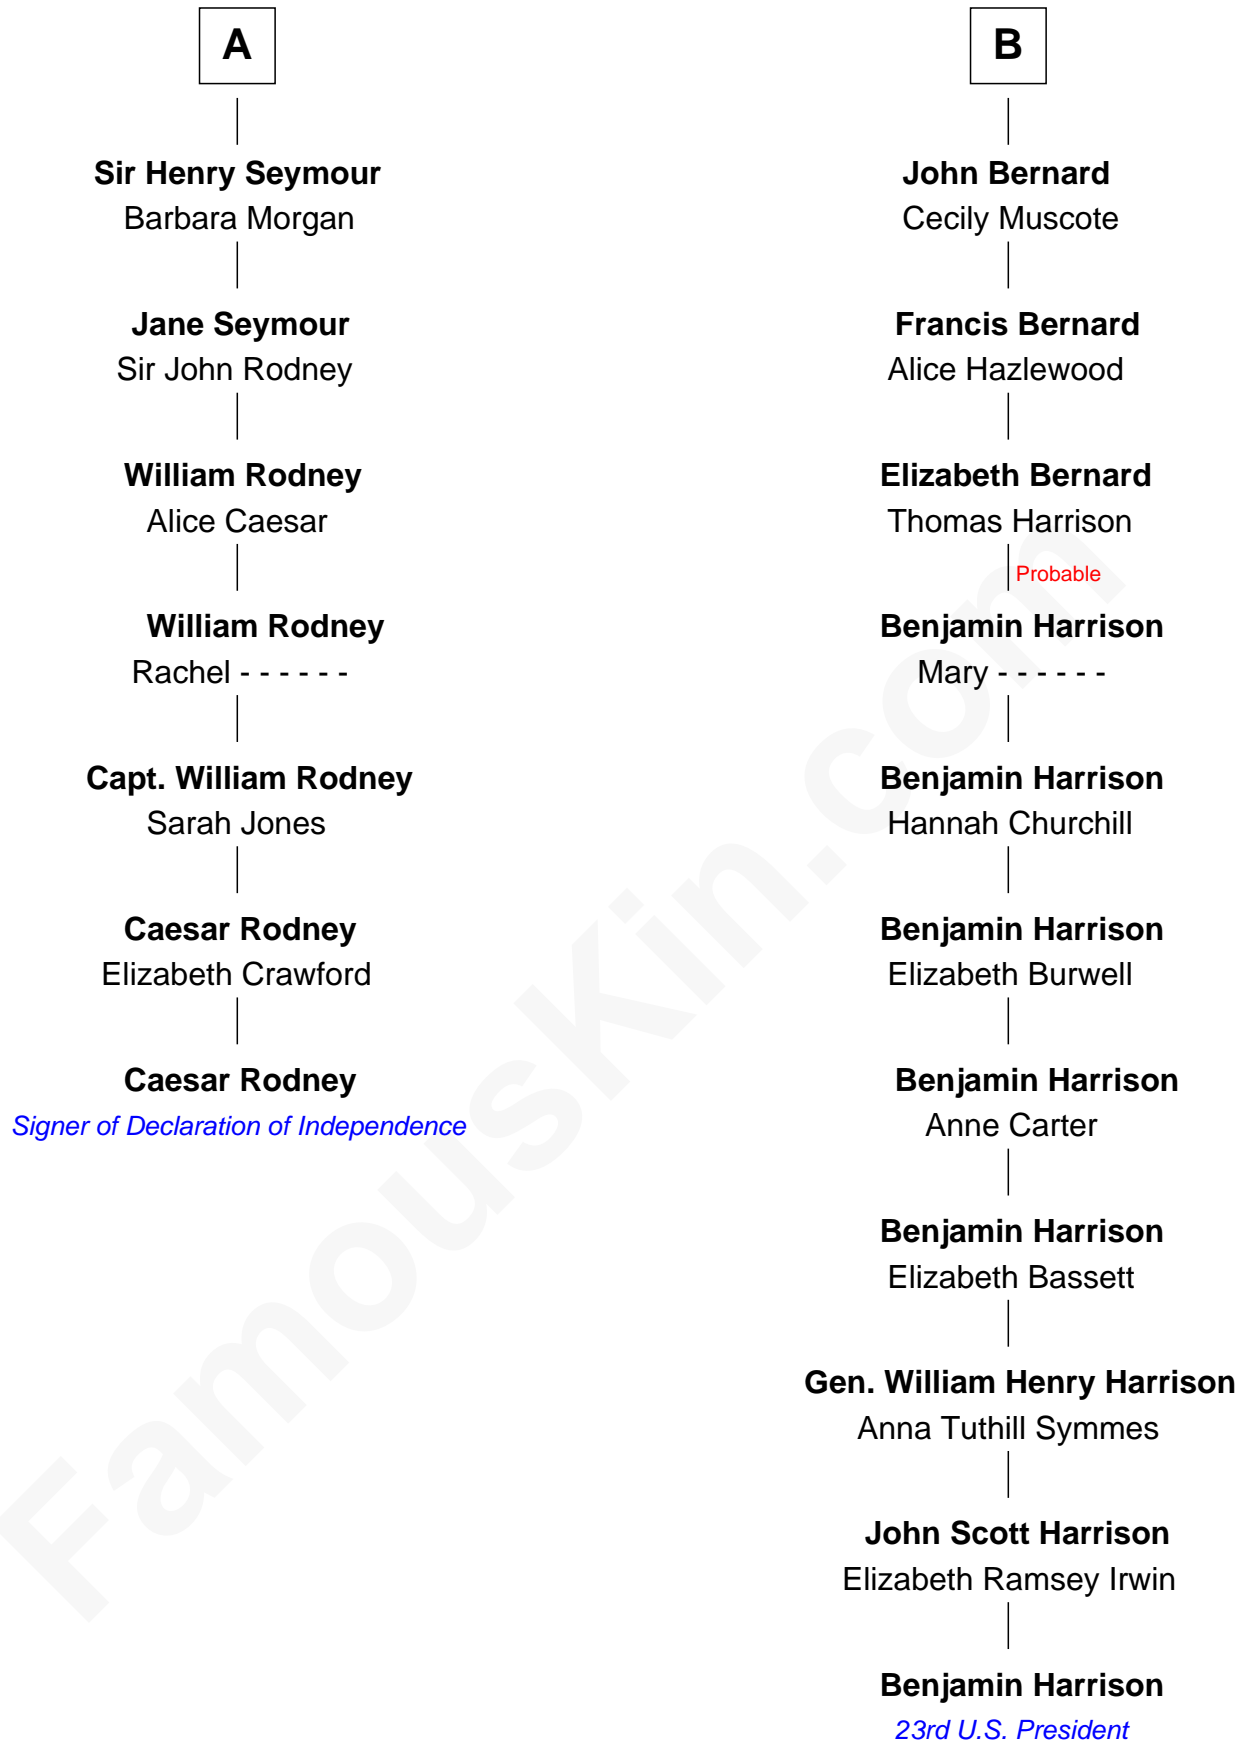 A
Sir Henry Seymour
Barbara Morgan
Jane Seymour
Sir John Rodney
William Rodney
Alice Caesar
William Rodney
Rachel - - - - - -
Capt. William Rodney
Sarah Jones
Caesar Rodney
Elizabeth Crawford
Caesar Rodney
Signer of Declaration of Independence
B
John Bernard
Cecily Muscote
Francis Bernard
Alice Hazlewood
Elizabeth Bernard
Thomas Harrison
Probable
Benjamin Harrison
Mary - - - - - -
Benjamin Harrison
Hannah Churchill
Benjamin Harrison
Elizabeth Burwell
Benjamin Harrison
Anne Carter
Benjamin Harrison
Elizabeth Bassett
Gen. William Henry Harrison
Anna Tuthill Symmes
John Scott Harrison
Elizabeth Ramsey Irwin
Benjamin Harrison
23rd U.S. President
FamousKin.com